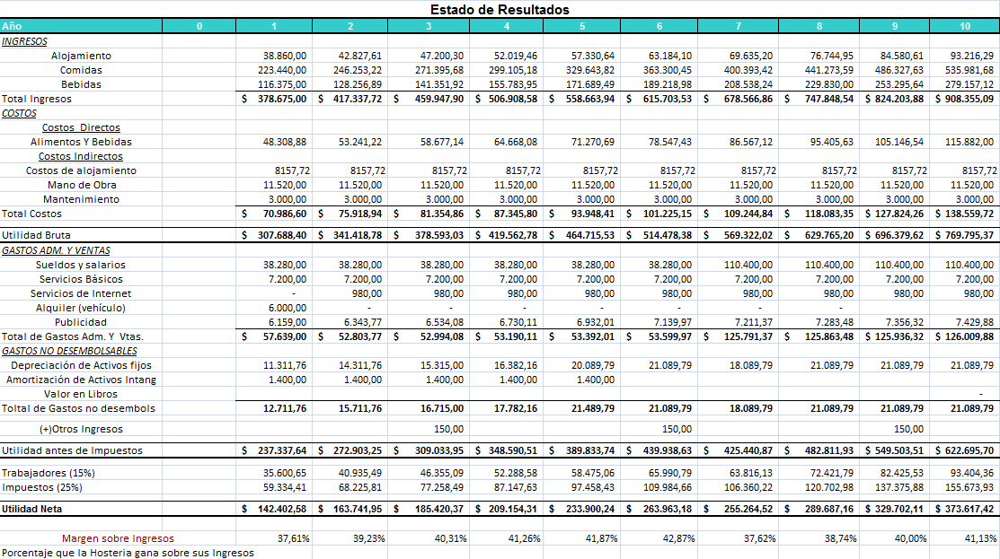 Estado de Resultados
Año 0 1 2 3 4 5 6 7 8 9 10
INGRESOS
Alojamiento 38.860,00 42.827,61 47.200,30 52.019,46 57.330,64 63.184,10 69.635,20 76.744,95 84.580,61 93.216,29
Comidas 223.440,00 246.253,22 271.395,68 299.105,18 329.643,82 363.300,45 400.393,42 441.273,59 486.327,63 535.981,68
Bebidas 116.375,00 128.256,89 141.351,92 155.783,95 171.689,49 189.218,98 208.538,24 229.830,00 253.295,64 279.157,12
Total Ingresos $ 378.675,00 $ 417.337,72 $ 459.947,90 $ 506.908,58 $ 558.663,94 $ 615.703,53 $ 678.566,86 $ 747.848,54 $ 824.203,88 $ 908.355,09
COSTOS
Costos Directos
Alimentos Y Bebidas 48.308,88 53.241,22 58.677,14 64.668,08 71.270,69 78.547,43 86.567,12 95.405,63 105.146,54 115.882,00
Costos Indirectos
Costos de alojamiento 8157,72 8157,72 8157,72 8157,72 8157,72 8157,72 8157,72 8157,72 8157,72 8157,72
Mano de Obra 11.520,00 11.520,00 11.520,00 11.520,00 11.520,00 11.520,00 11.520,00 11.520,00 11.520,00 11.520,00
Mantenimiento 3.000,00 3.000,00 3.000,00 3.000,00 3.000,00 3.000,00 3.000,00 3.000,00 3.000,00 3.000,00
Total Costos $ 70.986,60 $ 75.918,94 $ 81.354,86 $ 87.345,80 $ 93.948,41 $ 101.225,15 $ 109.244,84 $ 118.083,35 $ 127.824,26 $ 138.559,72
Utilidad Bruta $ 307.688,40 $ 341.418,78 $ 378.593,03 $ 419.562,78 $ 464.715,53 $ 514.478,38 $ 569.322,02 $ 629.765,20 $ 696.379,62 $ 769.795,37
GASTOS ADM. Y VENTAS
Sueldos y salarios 38.280,00 38.280,00 38.280,00 38.280,00 38.280,00 38.280,00 110.400,00 110.400,00 110.400,00 110.400,00
Servicios Básicos 7.200,00 7.200,00 7.200,00 7.200,00 7.200,00 7.200,00 7.200,00 7.200,00 7.200,00 7.200,00
Servicios de Internet - 980,00 980,00 980,00 980,00 980,00 980,00 980,00 980,00 980,00
Alquiler (vehículo) 6.000,00 - - - - - - -
Publicidad 6.159,00 6.343,77 6.534,08 6.730,11 6.932,01 7.139,97 7.211,37 7.283,48 7.356,32 7.429,88
Total de Gastos Adm. Y Vtas. $ 57.639,00 $ 52.803,77 $ 52.994,08 $ 53.190,11 $ 53.392,01 $ 53.599,97 $ 125.791,37 $ 125.863,48 $ 125.936,32 $ 126.009,88
GASTOS NO DESEMBOLSABLES
Depreciación de Activos fijos 11.311,76 14.311,76 15.315,00 16.382,16 20.089,79 21.089,79 18.089,79 21.089,79 21.089,79 21.089,79
Amortización de Activos Intang 1.400,00 1.400,00 1.400,00 1.400,00 1.400,00
Valor en Libros -
Toltal de Gastos no desembols 12.711,76 15.711,76 16.715,00 17.782,16 21.489,79 21.089,79 18.089,79 21.089,79 21.089,79 21.089,79
(+)Otros Ingresos 150,00 150,00 150,00
Utilidad antes de Impuestos $ 237.337,64 $ 272.903,25 $ 309.033,95 $ 348.590,51 $ 389.833,74 $ 439.938,63 $ 425.440,87 $ 482.811,93 $ 549.503,51 $ 622.695,70
Trabajadores (15%) 35.600,65 40.935,49 46.355,09 52.288,58 58.475,06 65.990,79 63.816,13 72.421,79 82.425,53 93.404,36
Impuestos (25%) 59.334,41 68.225,81 77.258,49 87.147,63 97.458,43 109.984,66 106.360,22 120.702,98 137.375,88 155.673,93
Utilidad Neta $ 142.402,58 $ 163.741,95 $ 185.420,37 $ 209.154,31 $ 233.900,24 $ 263.963,18 $ 255.264,52 $ 289.687,16 $ 329.702,11 $ 373.617,42
Margen sobre Ingresos 37,61% 39,23% 40,31% 41,26% 41,87% 42,87% 37,62% 38,74% 40,00% 41,13%
Porcentaje que la Hosteria gana sobre sus Ingresos